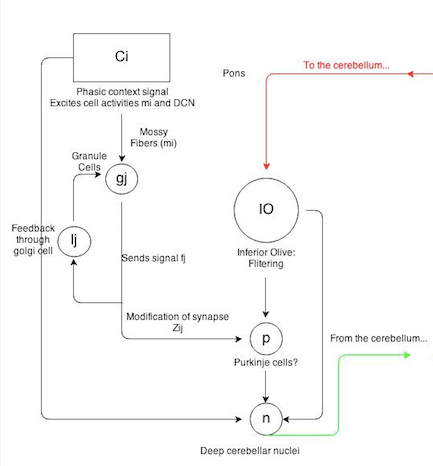 Ci
Phasic context signal
Excites cell activities mi and DCN
Mossy
Fibers (mi)
Granule
Cells
gj
Feedback
through
golgi cell
Ij
Sends signal fj
Modification of synapse
Zij
Pons
To the cerebellum...
IO
Inferior Olive:
Flitering
p
Purkinje cells?
From the cerebellum...
n
Deep cerebellar nuclei